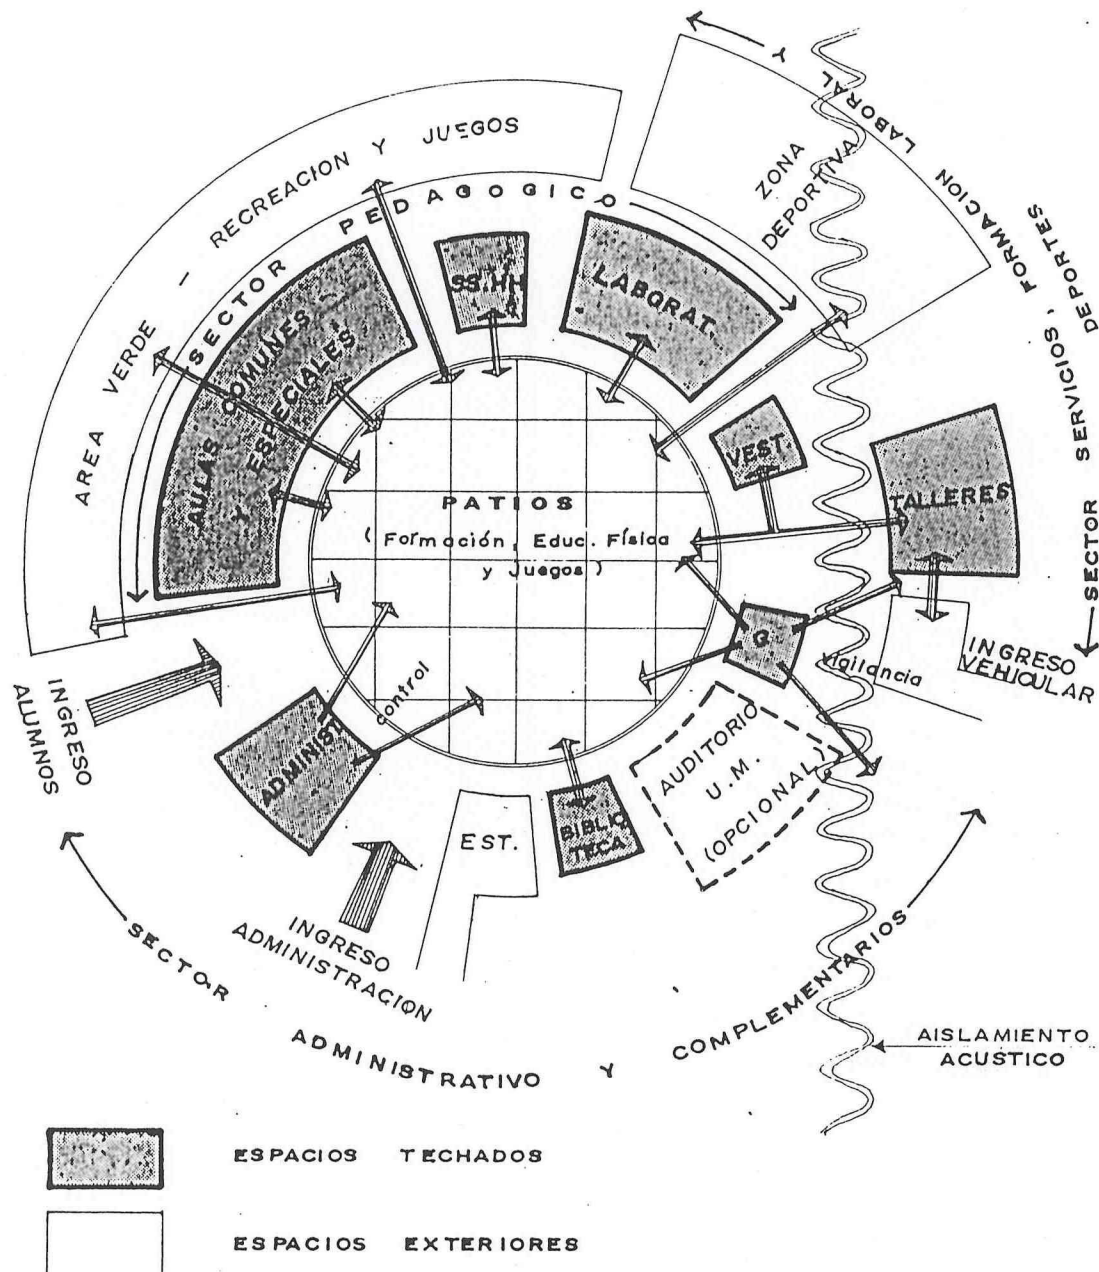 AREA VERDE - RECREACION Y JUEGOS
SECTOR PEDAGOGICO
SECTOR SERVICIOS, FORMACION LABORAL Y
DEPORTES
ZONA
DEPORTIVA
SS.HH
LABORAT.
AULAS COMUNES
Y ESPECIALES
VEST.
TALLERES
PATIOS
( Formación, Educ. Física
y Juegos )
G.
Vigilancia
INGRESO
VEHICULAR
INGRESO
ALUMNOS
ADMINIST.
control
AUDITORIO
U.M.
(OPCIONAL)
BIBLIO
TECA
EST.
INGRESO
ADMINISTRACION
SECTOR ADMINISTRATIVO Y COMPLEMENTARIOS
AISLAMIENTO
ACUSTICO
ESPACIOS TECHADOS
ESPACIOS EXTERIORES